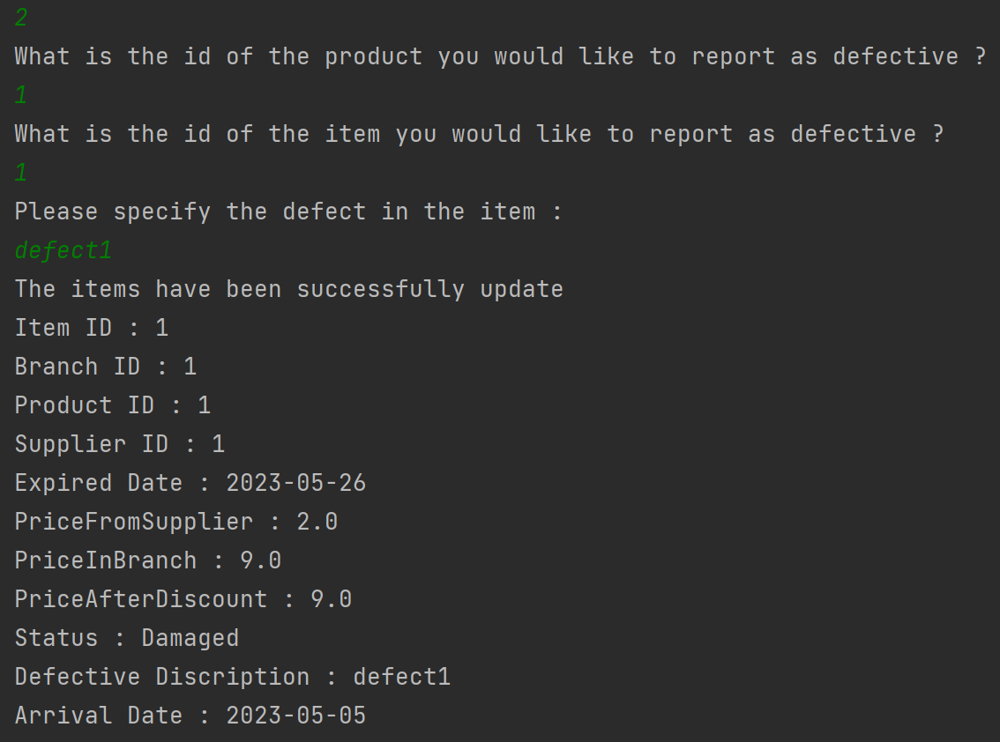 2
What is the id of the product you would like to report as defective ?
1
What is the id of the item you would like to report as defective ?
1
Please specify the defect in the item :
defect1
The items have been successfully update
Item ID : 1
Branch ID : 1
Product ID : 1
Supplier ID : 1
Expired Date : 2023-05-26
PriceFromSupplier : 2.0
PriceInBranch : 9.0
PriceAfterDiscount : 9.0
Status : Damaged
Defective Discription : defect1
Arrival Date : 2023-05-05